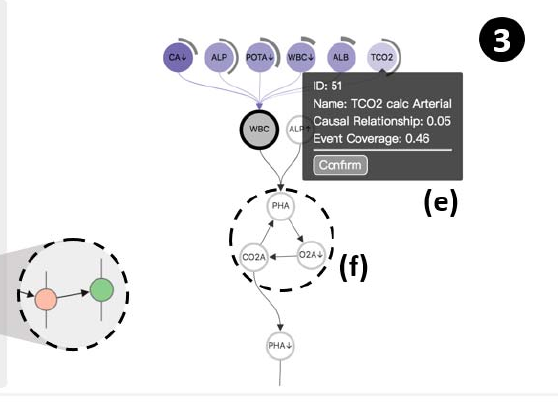 3
CA↓ ALP POTA↓ WBC↓ ALB TCO2
ID: 51
Name: TCO2 calc Arterial
Causal Relationship: 0.05
Event Coverage: 0.46
Confirm
WBC ALP↑
(e)
PHA
CO2A O2A↓
(f)
PHA↓